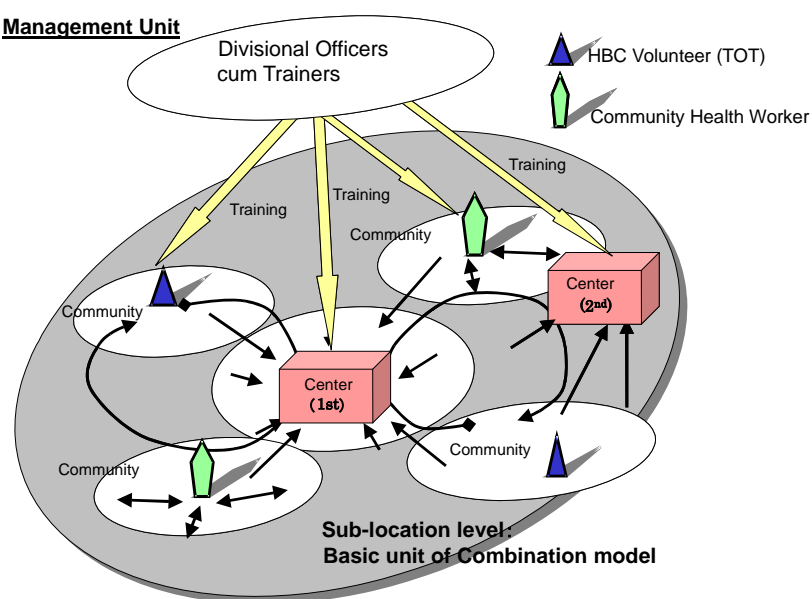 Management Unit
Divisional Officers
cum Trainers
HBC Volunteer (TOT)
Community Health Worker
Training
Training
Training
Community
Center
(2nd)
Community
Center
(1st)
Community
Community
Sub-location level:
Basic unit of Combination model